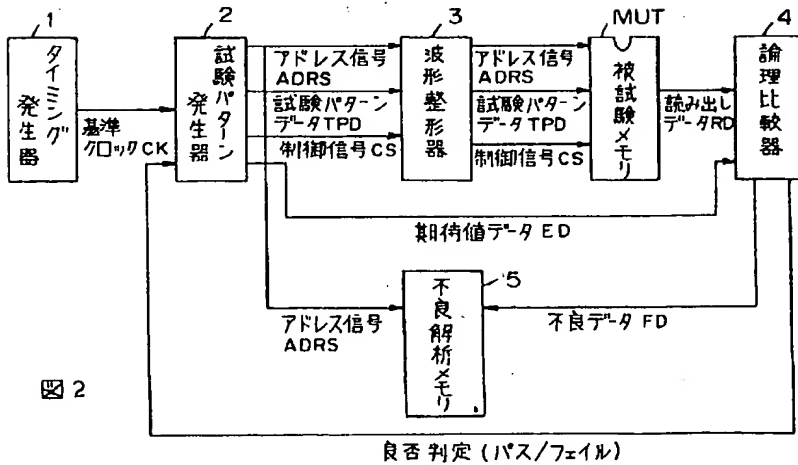 1
タイミング
発生器
基準
クロックCK
2
試験パターン
発生器
アドレス信号
ADRS
試験パターン
データTPD
制御信号CS
3
波形整形器
アドレス信号
ADRS
試験パターン
データTPD
制御信号CS
MUT
被試験メモリ
読み出し
データRD
4
論理比較器
期待値データED
アドレス信号
ADRS
5
不良解析メモリ
不良データFD
図2
良否判定(パス/フェイル)